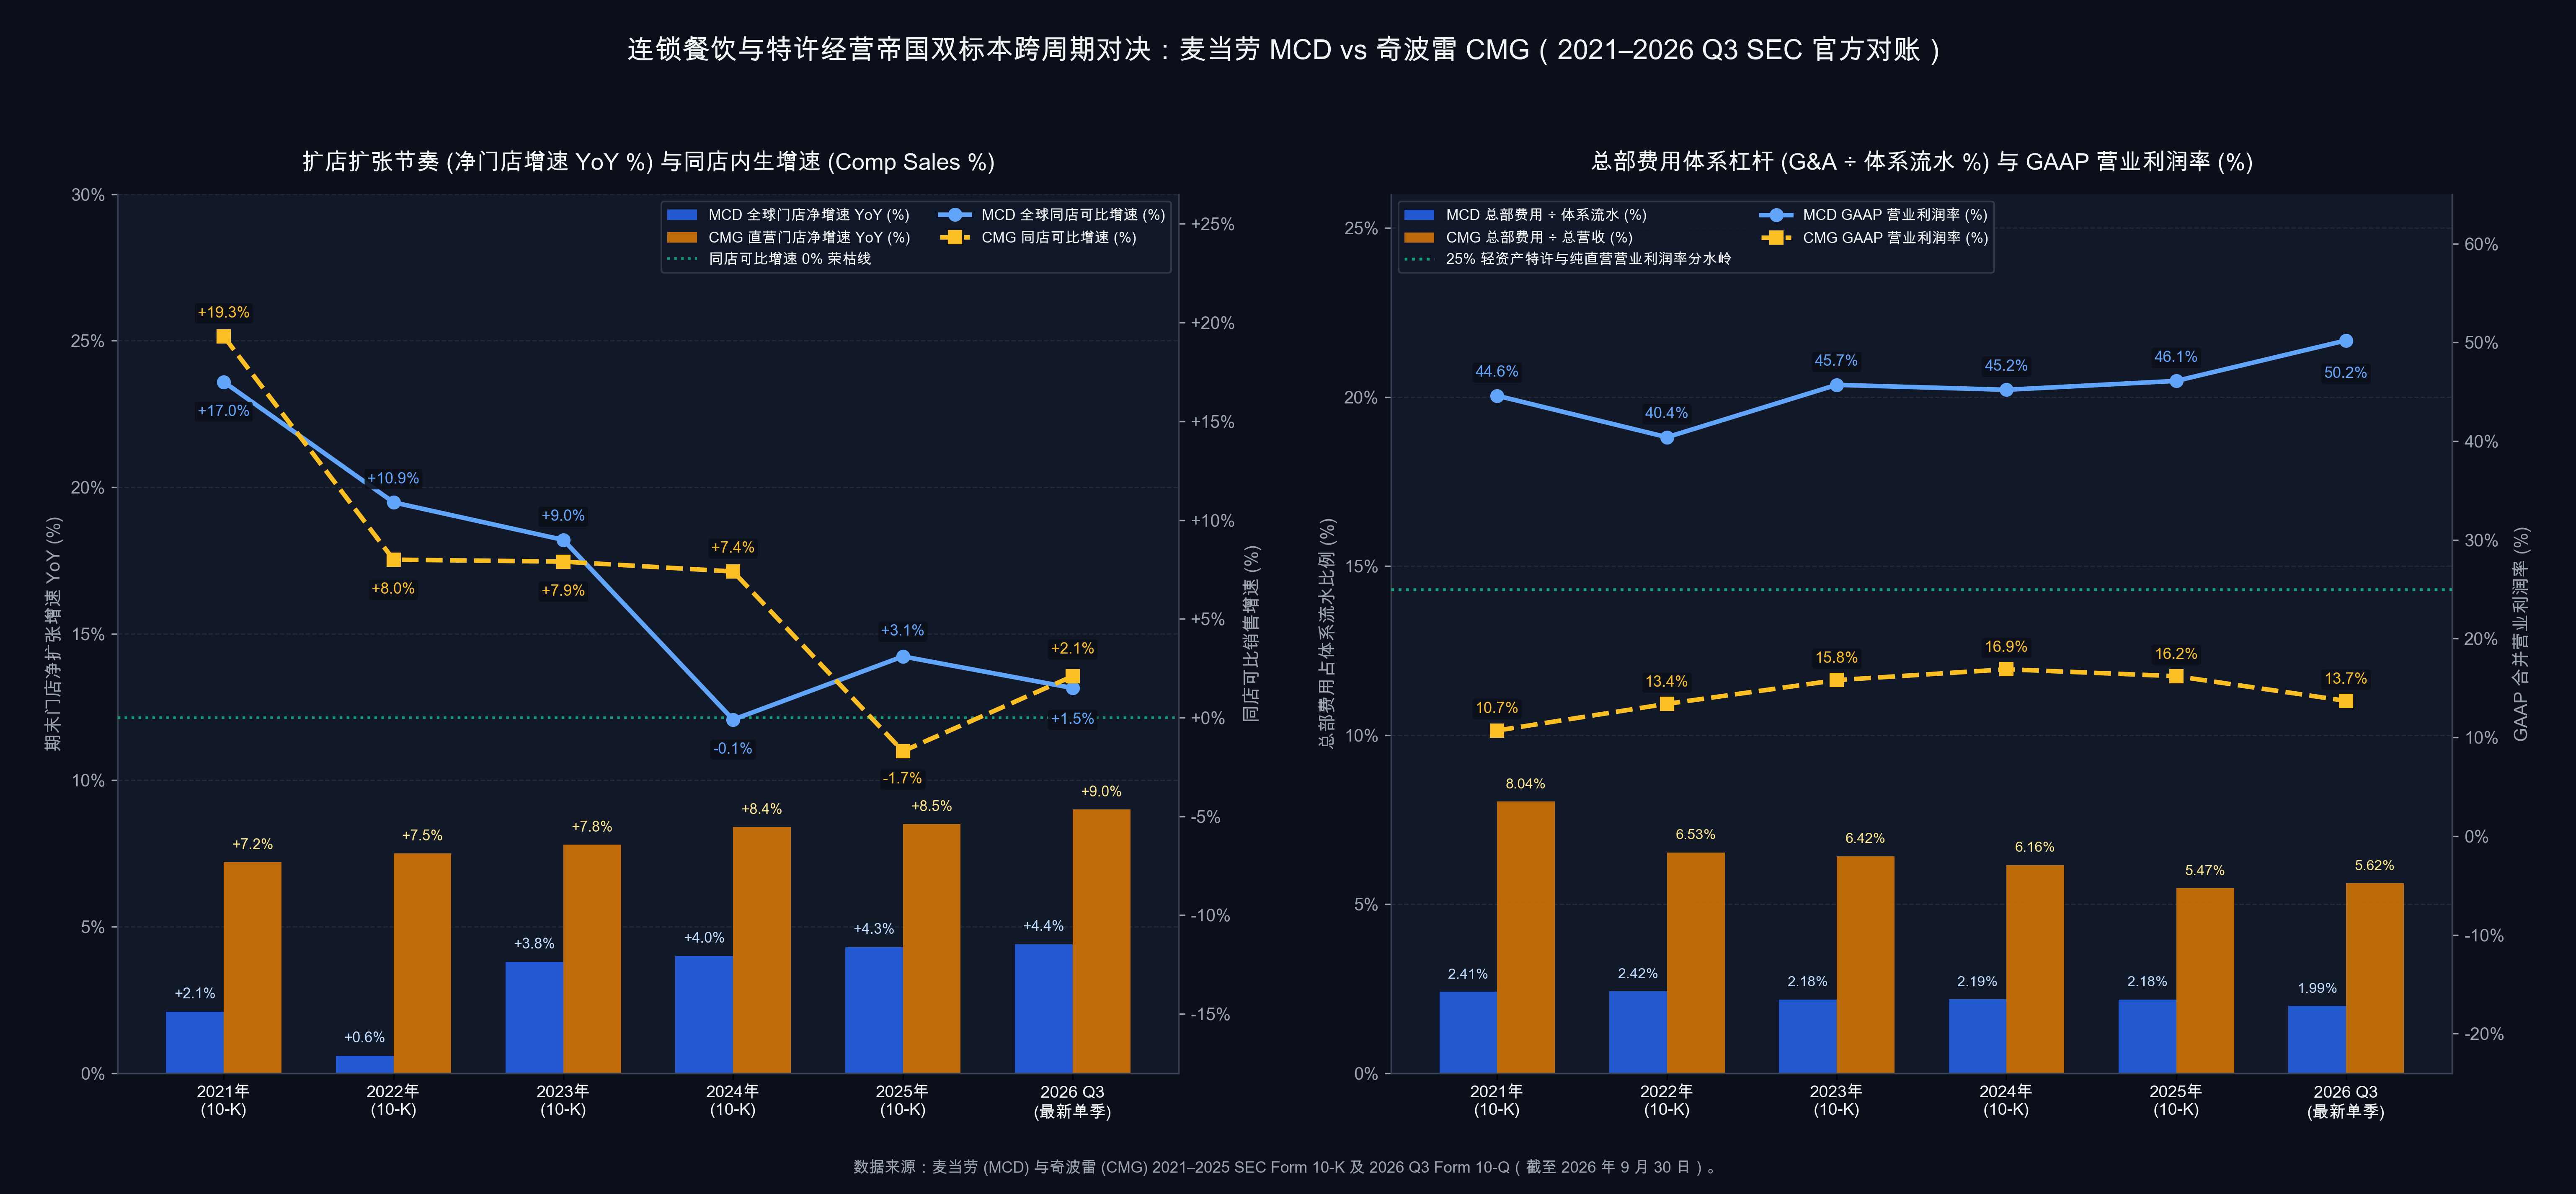 连锁餐饮与特许经营帝国双标本跨周期对决：麦当劳 MCD vs 奇波雷 CMG（2021–2026 Q3 SEC 官方对账）
扩店扩张节奏 (净门店增速 YoY %) 与同店内生增速 (Comp Sales %)
MCD 全球门店净增速 YoY (%)
CMG 直营门店净增速 YoY (%)
同店可比增速 0% 荣枯线
MCD 全球同店可比增速 (%)
CMG 同店可比增速 (%)
期末门店净扩张增速 YoY (%)
30%
25%
20%
15%
10%
5%
0%
+19.3%
+17.0%
+10.9%
+8.0%
+9.0%
+7.9%
+7.4%
-0.1%
+3.1%
-1.7%
+2.1%
+1.5%
+2.1%
+7.2%
+0.6%
+7.5%
+3.8%
+7.8%
+4.0%
+8.4%
+4.3%
+8.5%
+4.4%
+9.0%
+25%
+20%
+15%
+10%
+5%
+0%
-5%
-10%
-15%
同店可比销售增速 (%)
2021年
(10-K)
2022年
(10-K)
2023年
(10-K)
2024年
(10-K)
2025年
(10-K)
2026 Q3
(最新单季)
总部费用体系杠杆 (G&A ÷ 体系流水 %) 与 GAAP 营业利润率 (%)
MCD 总部费用 ÷ 体系流水 (%)
CMG 总部费用 ÷ 总营收 (%)
25% 轻资产特许与纯直营营业利润率分水岭
MCD GAAP 营业利润率 (%)
CMG GAAP 营业利润率 (%)
总部费用占体系流水比例 (%)
25%
20%
15%
10%
5%
0%
44.6%
40.4%
45.7%
45.2%
46.1%
50.2%
10.7%
13.4%
15.8%
16.9%
16.2%
13.7%
2.41%
8.04%
2.42%
6.53%
2.18%
6.42%
2.19%
6.16%
2.18%
5.47%
1.99%
5.62%
60%
50%
40%
30%
20%
10%
0%
-10%
-20%
GAAP 合并营业利润率 (%)
2021年
(10-K)
2022年
(10-K)
2023年
(10-K)
2024年
(10-K)
2025年
(10-K)
2026 Q3
(最新单季)
数据来源：麦当劳 (MCD) 与奇波雷 (CMG) 2021–2025 SEC Form 10-K 及 2026 Q3 Form 10-Q（截至 2026 年 9 月 30 日）。